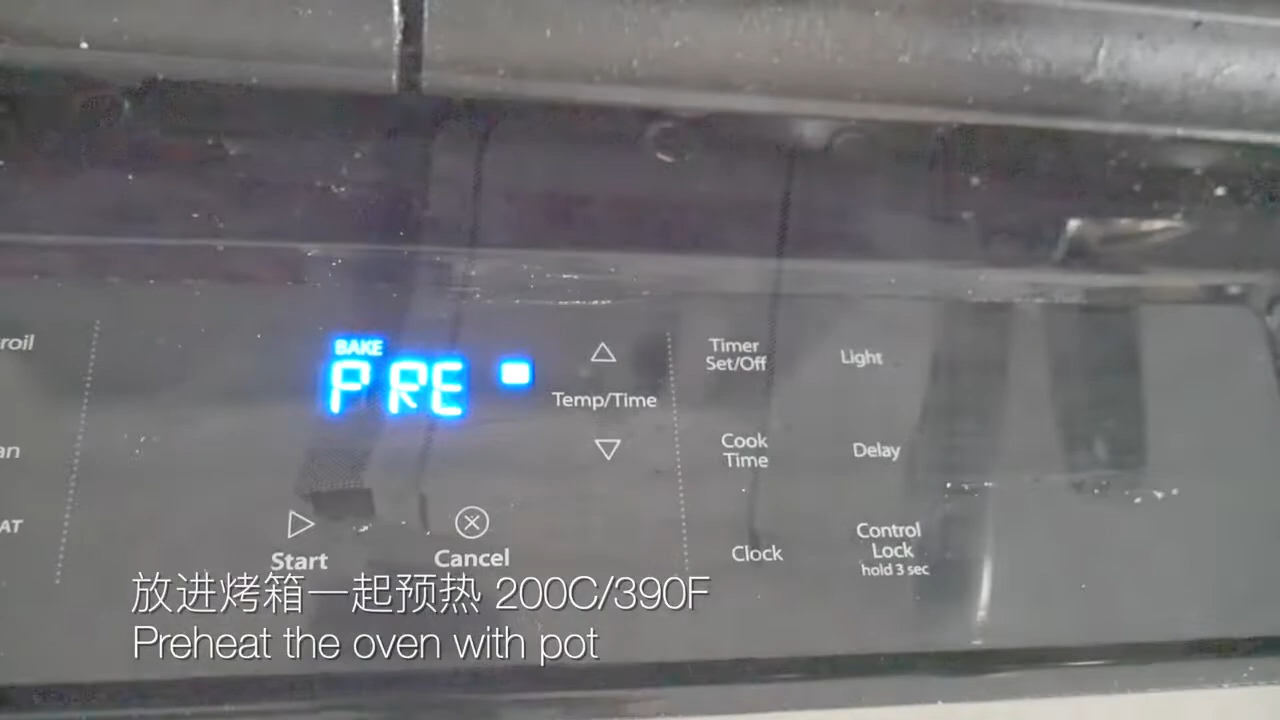 roil
an
AT
BAKE
PRE
Temp/Time
Start
Cancel
Timer
Set/Off
Light
Cook
Time
Delay
Clock
Control
Lock
hold 3 sec
放进烤箱一起预热 200C/390F
Preheat the oven with pot